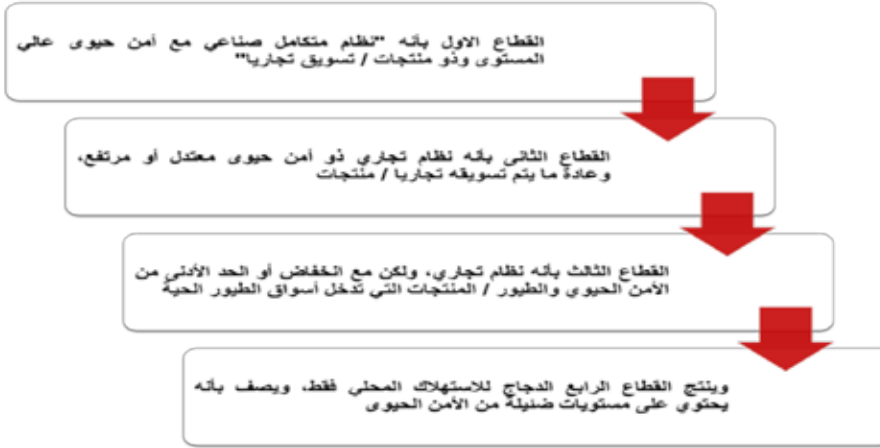 القطاع الاول بأنه "نظام متكامل صناعي مع أمن حيوى عالي
المستوى وذو منتجات / تسويق تجاريا"
القطاع الثانى بأنه نظام تجاري ذو أمن حيوى معتدل أو مرتفع،
وعادة ما يتم تسويقه تجاريا / منتجات
القطاع الثالث بأنه نظام تجاري، ولكن مع انخفاض أو الحد الأدنى من
الأمن الحيوي والطيور / المنتجات التي تدخل أسواق الطيور الحية
وينتج القطاع الرابع الدجاج للاستهلاك المحلي فقط، ويصف بأنه
يحتوي على مستويات ضئيلة من الأمن الحيوى